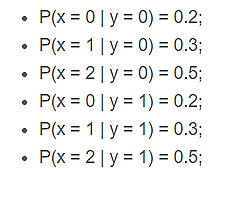 • P(x = 0 | y = 0) = 0.2;
• P(x = 1 | y = 0) = 0.3;
• P(x = 2 | y = 0) = 0.5;
• P(x = 0 | y = 1) = 0.2;
• P(x = 1 | y = 1) = 0.3;
• P(x = 2 | y = 1) = 0.5;